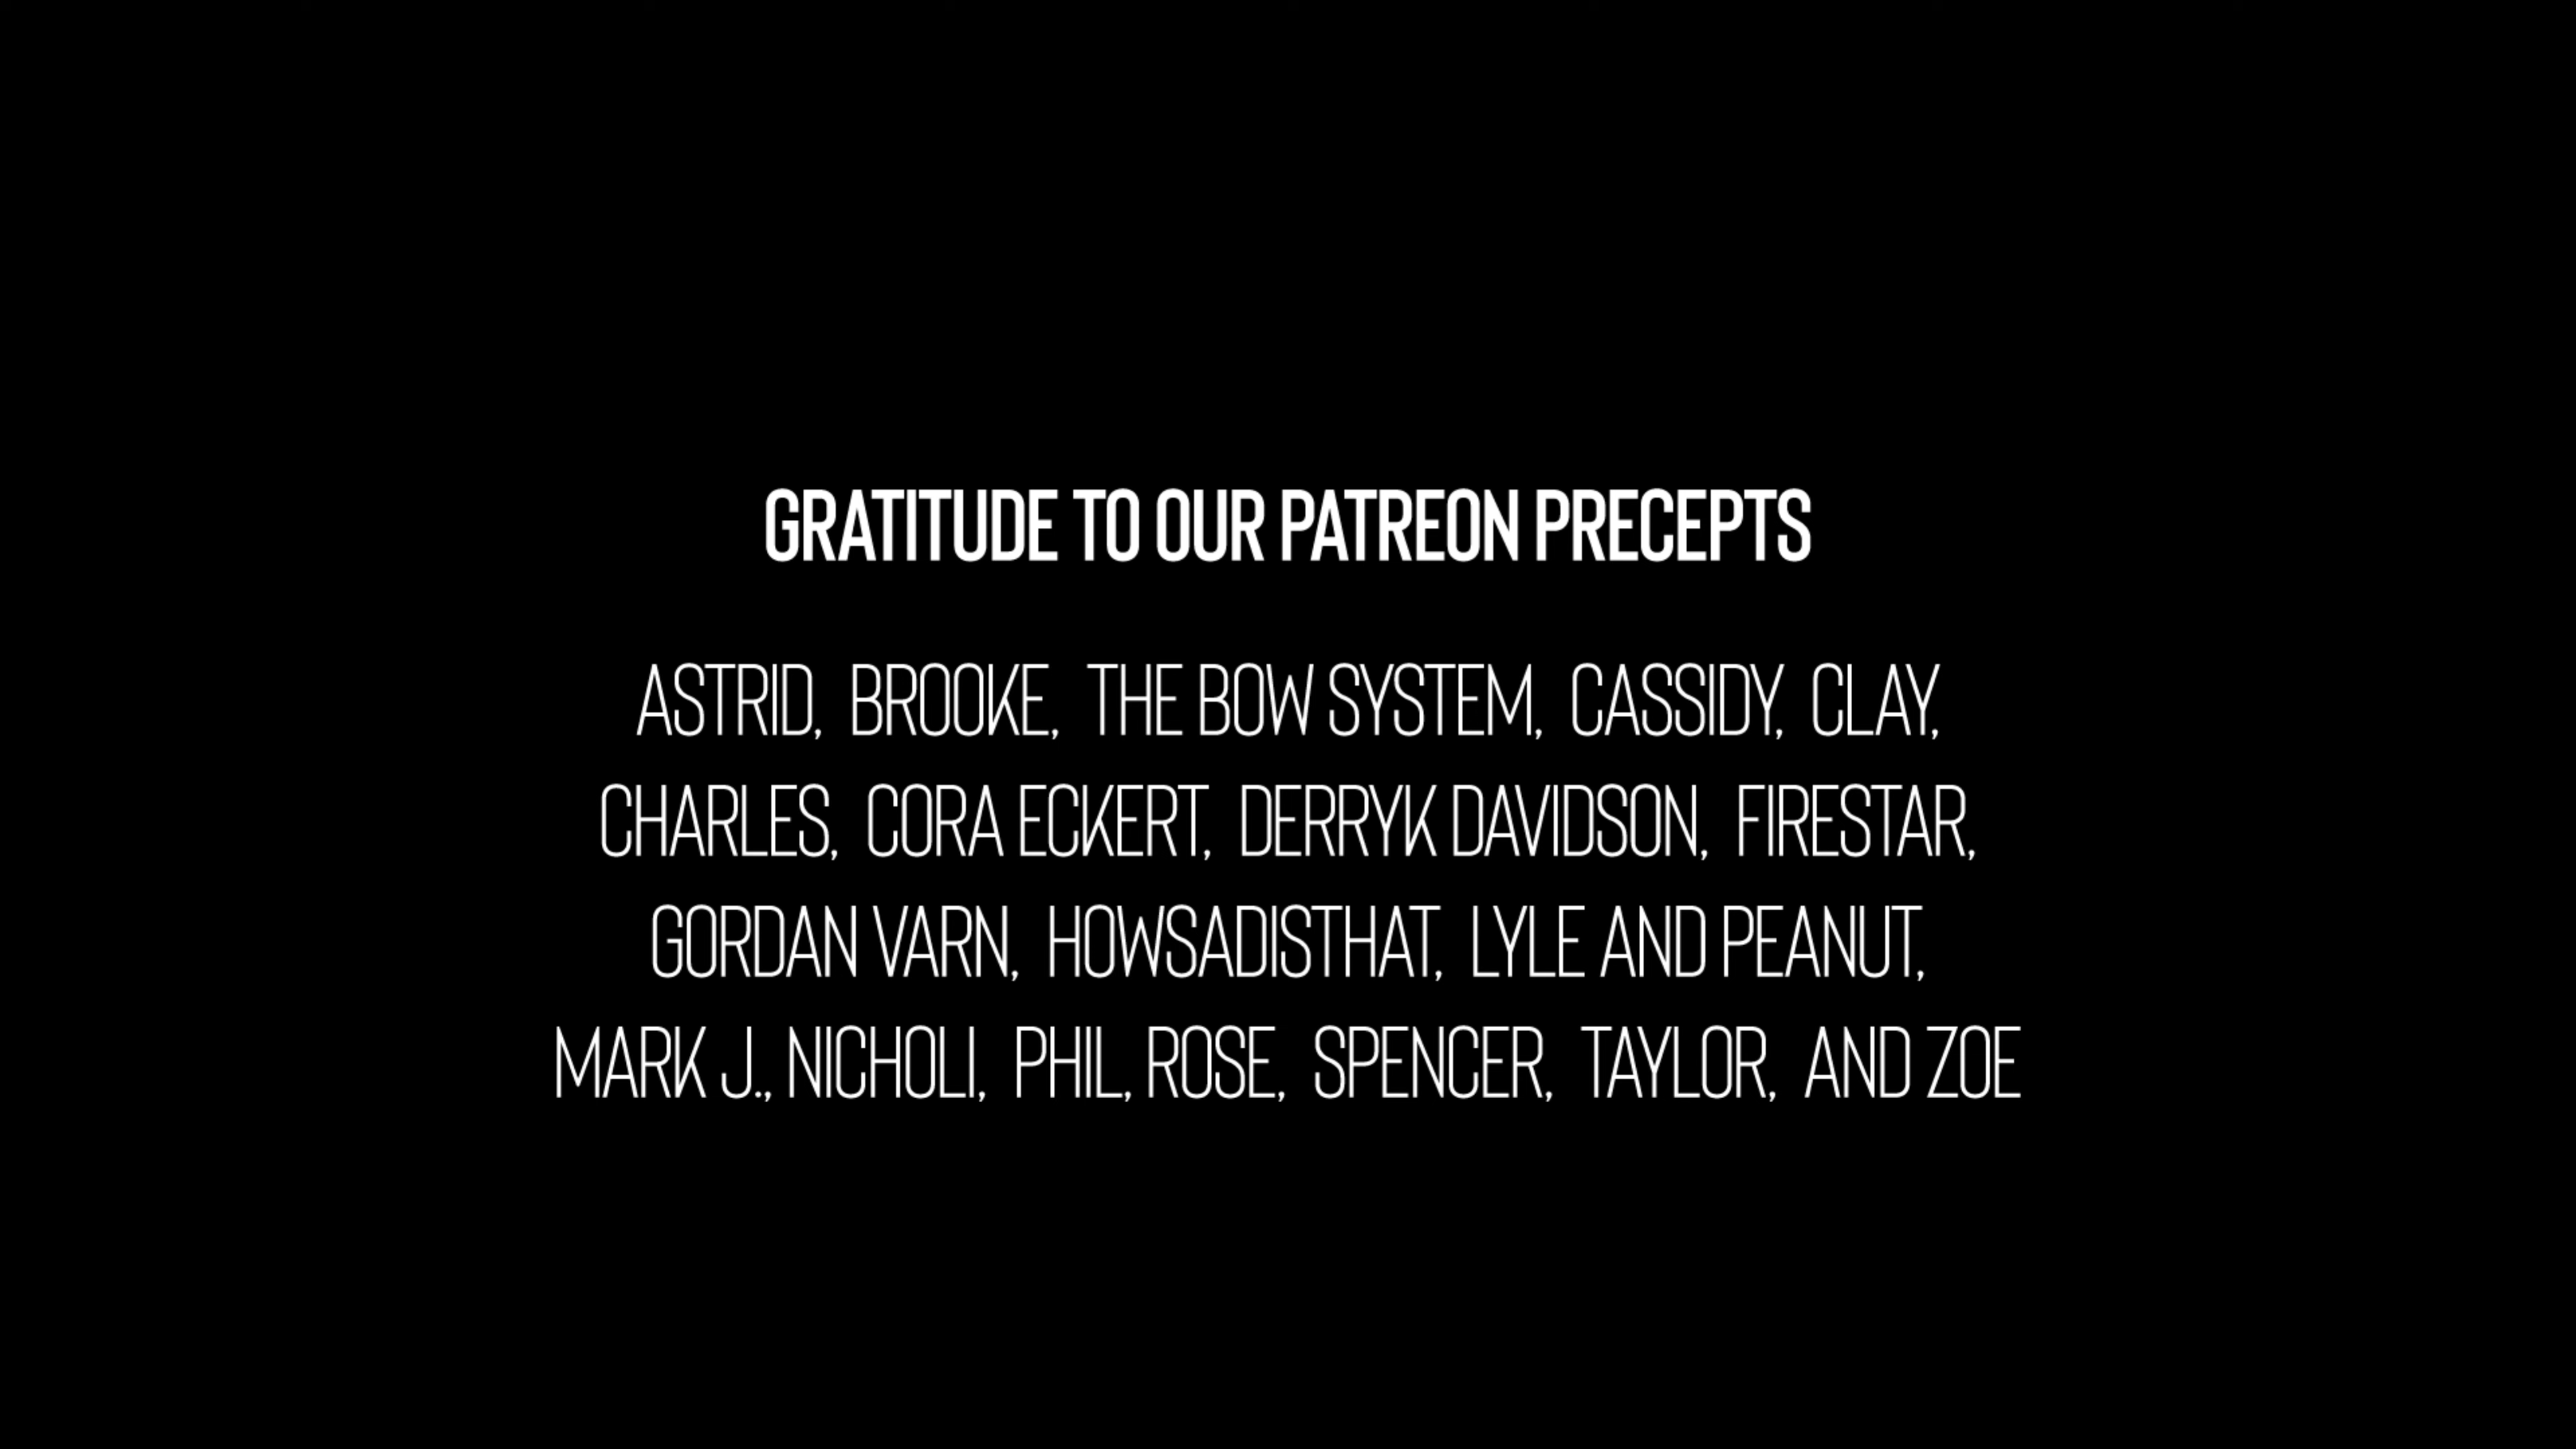 GRATITUDE TO OUR PATREON PRECEPTS
ASTRID, BROOKE, THE BOW SYSTEM, CASSIDY, CLAY,
CHARLES, CORA ECKERT, DERRYK DAVIDSON, FIRESTAR,
GORDAN VARN, HOWSADISTHAT, LYLE AND PEANUT,
MARK J., NICHOLI, PHIL, ROSE, SPENCER, TAYLOR, AND ZOE